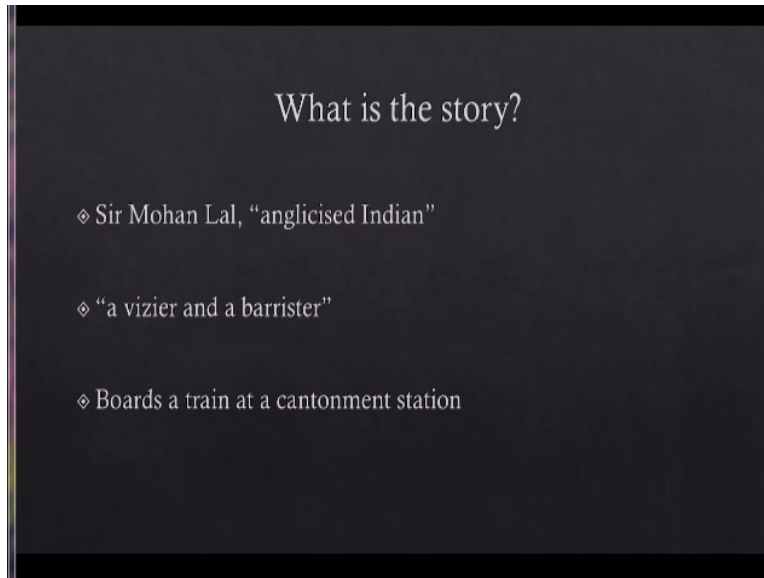 What is the story?
Sir Mohan Lal, “anglicised Indian”
“a vizier and a barrister”
Boards a train at a cantonment station